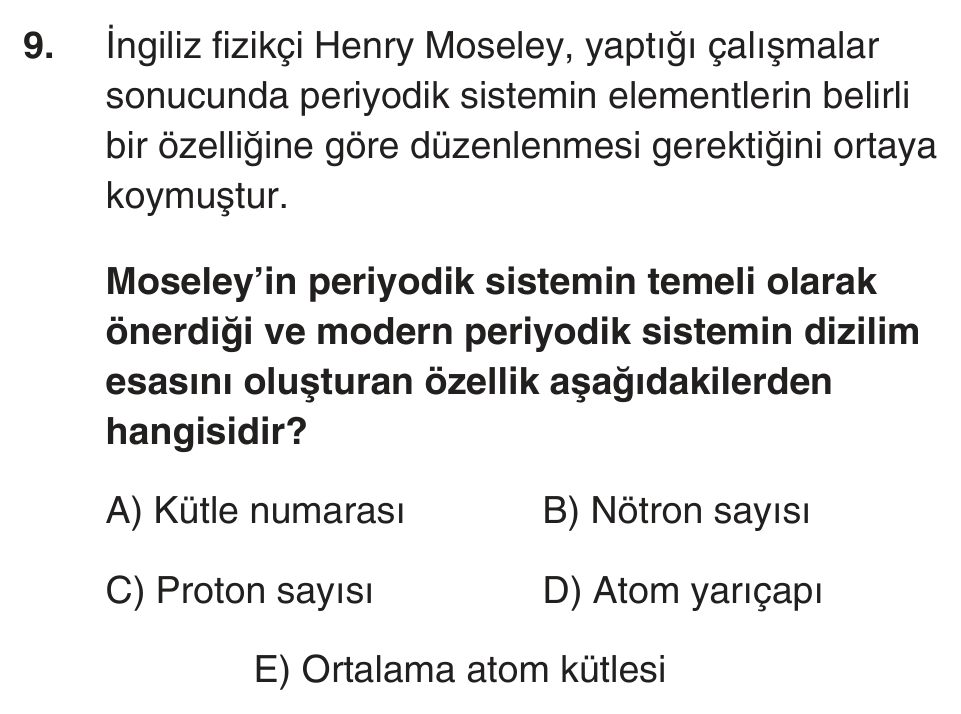 9. İngiliz fizikçi Henry Moseley, yaptığı çalışmalar
sonucunda periyodik sistemin elementlerin belirli
bir özelliğine göre düzenlenmesi gerektiğini ortaya
koymuştur.
Moseley’in periyodik sistemin temeli olarak
önerdiği ve modern periyodik sistemin dizilim
esasını oluşturan özellik aşağıdakilerden
hangisidir?
A) Kütle numarası B) Nötron sayısı
C) Proton sayısı D) Atom yarıçapı
E) Ortalama atom kütlesi